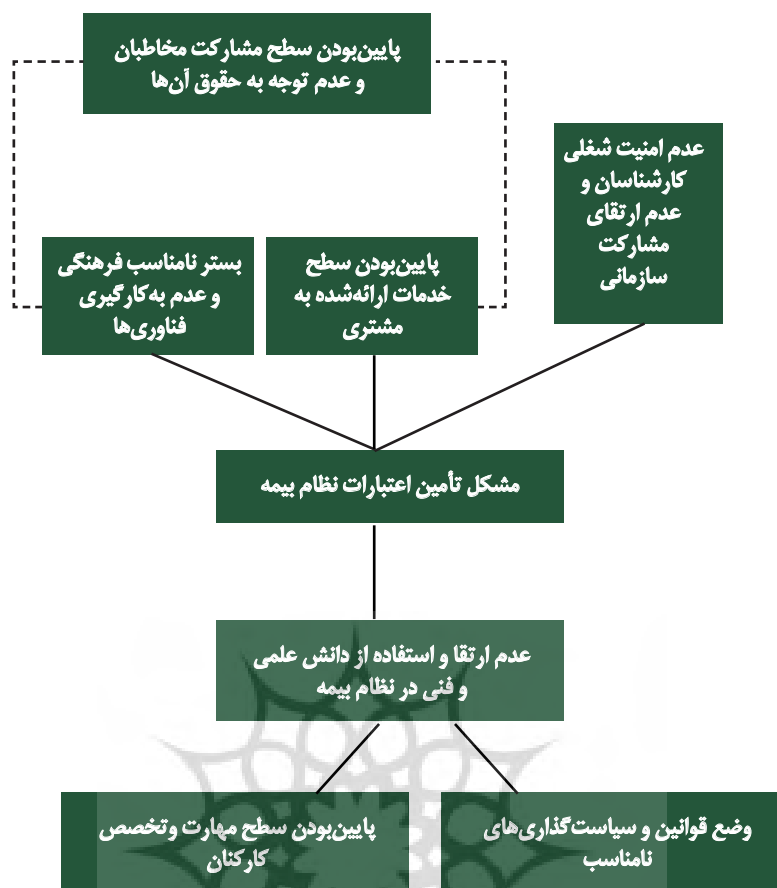 پایین‌بودن سطح مشارکت مخاطبان
و عدم توجه به حقوق آن‌ها
عدم امنیت شغلی
کارشناسان و
عدم ارتقای
مشارکت
سازمانی
پایین‌بودن سطح
خدمات ارائه‌شده به
مشتری
بستر نامناسب فرهنگی
و عدم به‌کارگیری
فناوری‌ها
مشکل تأمین اعتبارات نظام بیمه
عدم ارتقا و استفاده از دانش علمی
و فنی در نظام بیمه
وضع قوانین و سیاست‌گذاری‌های
نامناسب
پایین‌بودن سطح مهارت وتخصص
کارکنان